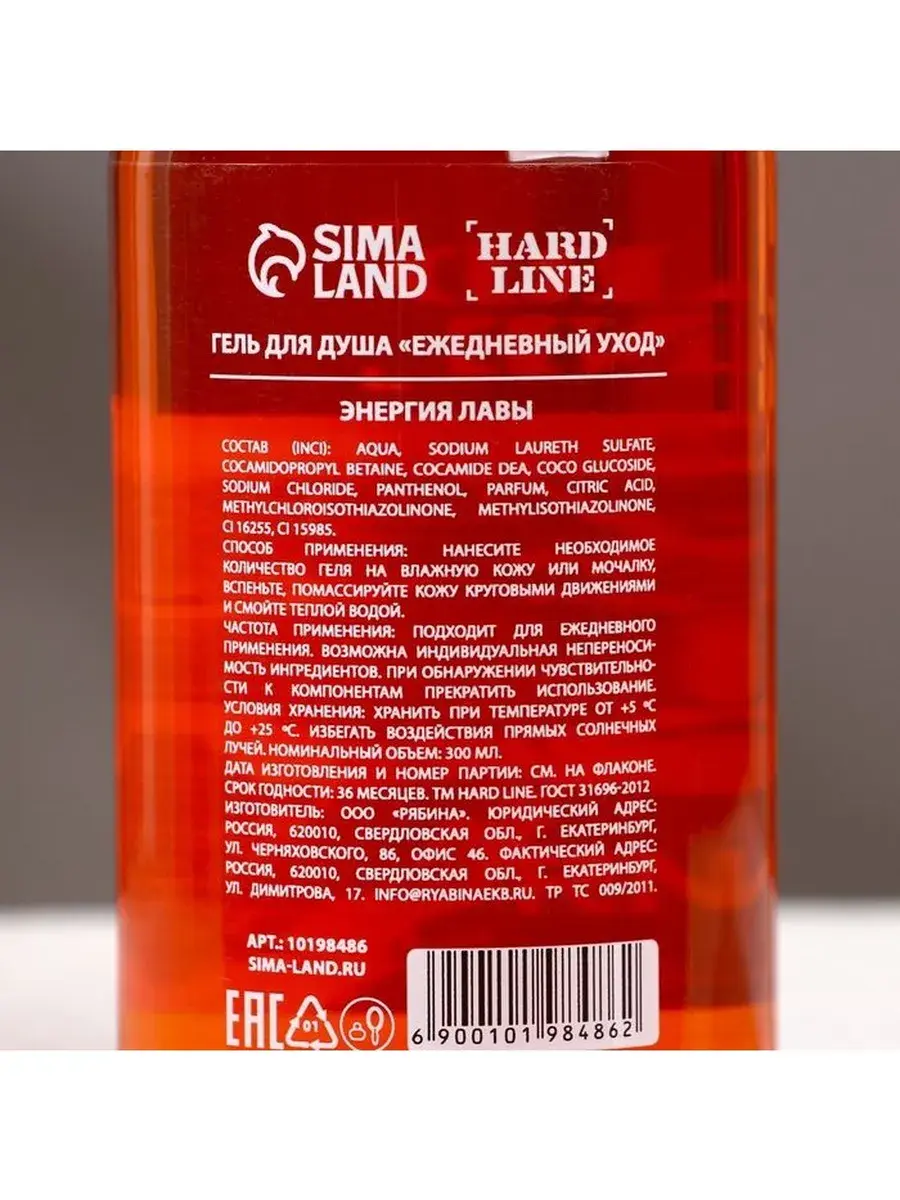 SIMA LAND
HARD LINE
ГЕЛЬ ДЛЯ ДУША «ЕЖЕДНЕВНЫЙ УХОД»
ЭНЕРГИЯ ЛАВЫ
СОСТАВ (INCI): AQUA, SODIUM LAURETH SULFATE,
COCAMIDOPROPYL BETAINE, COCAMIDE DEA, COCO GLUCOSIDE,
SODIUM CHLORIDE, PANTHENOL, PARFUM, CITRIC ACID,
METHYLCHLOROISOTHIAZOLINONE, METHYLISOTHIAZOLINONE,
CI 16255, CI 15985.
СПОСОБ ПРИМЕНЕНИЯ: НАНЕСИТЕ НЕОБХОДИМОЕ
КОЛИЧЕСТВО ГЕЛЯ НА ВЛАЖНУЮ КОЖУ ИЛИ МОЧАЛКУ,
ВСПЕНЬТЕ, ПОМАССИРУЙТЕ КОЖУ КРУГОВЫМИ ДВИЖЕНИЯМИ
И СМОЙТЕ ТЕПЛОЙ ВОДОЙ.
ЧАСТОТА ПРИМЕНЕНИЯ: ПОДХОДИТ ДЛЯ ЕЖЕДНЕВНОГО
ПРИМЕНЕНИЯ. ВОЗМОЖНА ИНДИВИДУАЛЬНАЯ НЕПЕРЕНОСИ-
МОСТЬ ИНГРЕДИЕНТОВ. ПРИ ОБНАРУЖЕНИИ ЧУВСТВИТЕЛЬНО-
СТИ К КОМПОНЕНТАМ ПРЕКРАТИТЬ ИСПОЛЬЗОВАНИЕ.
УСЛОВИЯ ХРАНЕНИЯ: ХРАНИТЬ ПРИ ТЕМПЕРАТУРЕ ОТ +5 °C
ДО +25 °C. ИЗБЕГАТЬ ВОЗДЕЙСТВИЯ ПРЯМЫХ СОЛНЕЧНЫХ
ЛУЧЕЙ. НОМИНАЛЬНЫЙ ОБЪЕМ: 300 МЛ.
ДАТА ИЗГОТОВЛЕНИЯ И НОМЕР ПАРТИИ: СМ. НА ФЛАКОНЕ.
СРОК ГОДНОСТИ: 36 МЕСЯЦЕВ. ТМ HARD LINE. ГОСТ 31696-2012
ИЗГОТОВИТЕЛЬ: ООО «РЯБИНА». ЮРИДИЧЕСКИЙ АДРЕС:
РОССИЯ, 620010, СВЕРДЛОВСКАЯ ОБЛ., Г. ЕКАТЕРИНБУРГ,
УЛ. ЧЕРНЯХОВСКОГО, 86, ОФИС 46. ФАКТИЧЕСКИЙ АДРЕС:
РОССИЯ, 620010, СВЕРДЛОВСКАЯ ОБЛ., Г. ЕКАТЕРИНБУРГ,
УЛ. ДИМИТРОВА, 17. INFO@RYABINAEKB.RU. ТР ТС 009/2011.
АРТ.: 10198486
SIMA-LAND.RU
EAC 01
6 900101 984862